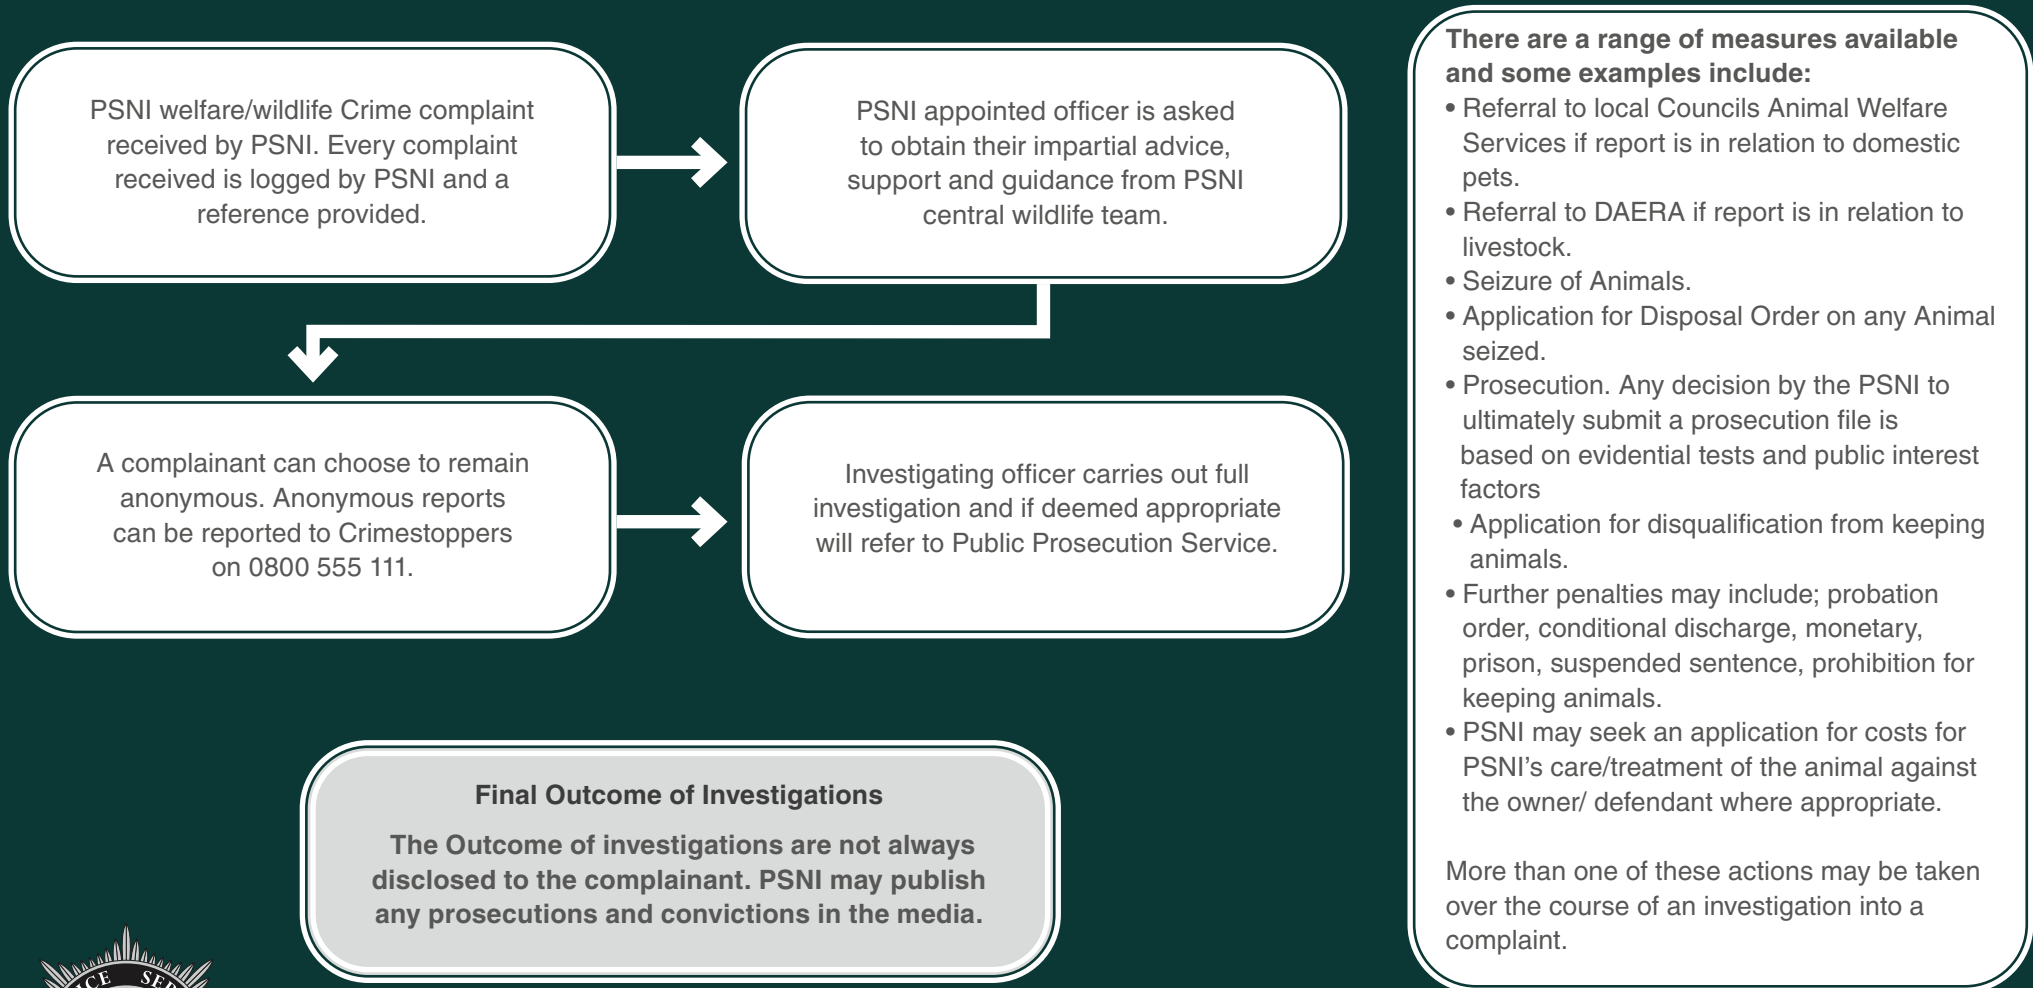 PSNI welfare/wildlife Crime complaint
received by PSNI. Every complaint
received is logged by PSNI and a
reference provided.
PSNI appointed officer is asked
to obtain their impartial advice,
support and guidance from PSNI
central wildlife team.
A complainant can choose to remain
anonymous. Anonymous reports
can be reported to Crimestoppers
on 0800 555 111.
Investigating officer carries out full
investigation and if deemed appropriate
will refer to Public Prosecution Service.
Final Outcome of Investigations
The Outcome of investigations are not always
disclosed to the complainant. PSNI may publish
any prosecutions and convictions in the media.
There are a range of measures available
and some examples include:
• Referral to local Councils Animal Welfare
Services if report is in relation to domestic
pets.
• Referral to DAERA if report is in relation to
livestock.
• Seizure of Animals.
• Application for Disposal Order on any Animal
seized.
• Prosecution. Any decision by the PSNI to
ultimately submit a prosecution file is
based on evidential tests and public interest
factors
• Application for disqualification from keeping
animals.
• Further penalties may include; probation
order, conditional discharge, monetary,
prison, suspended sentence, prohibition for
keeping animals.
• PSNI may seek an application for costs for
PSNI's care/treatment of the animal against
the owner/ defendant where appropriate.
More than one of these actions may be taken
over the course of an investigation into a
complaint.